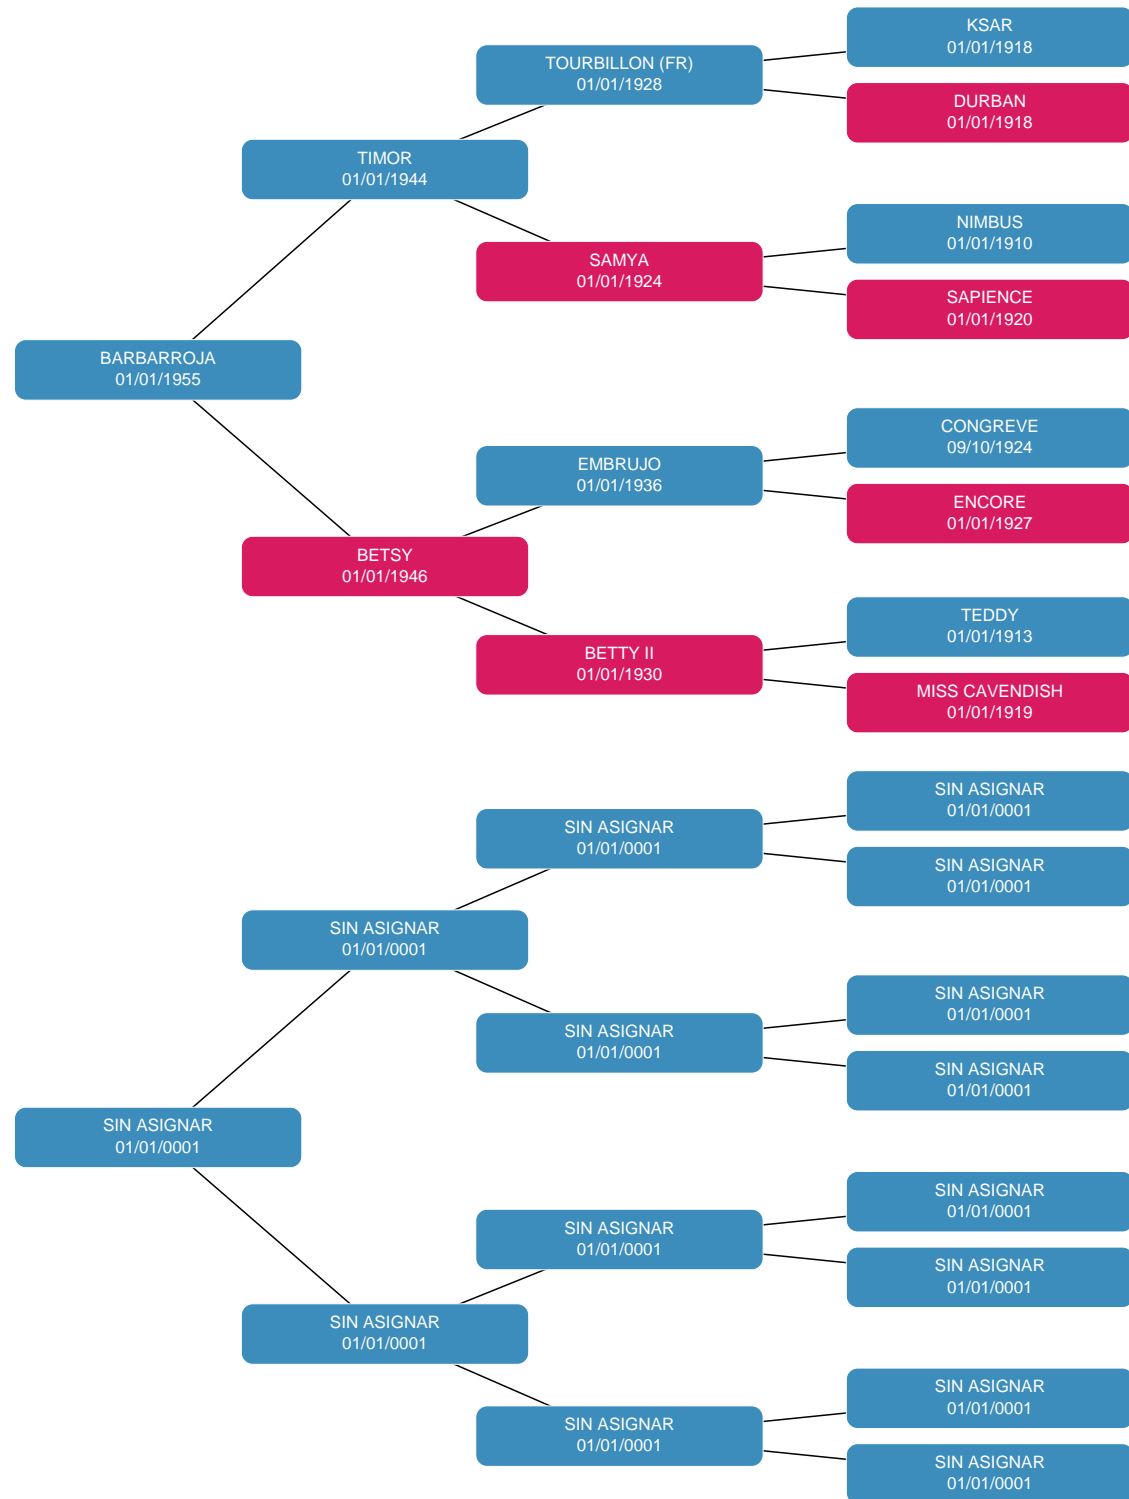 KSAR
01/01/1918
TOURBILLON (FR)
01/01/1928
DURBAN
01/01/1918
TIMOR
01/01/1944
NIMBUS
01/01/1910
SAMYA
01/01/1924
SAPIENCE
01/01/1920
BARBARROJA
01/01/1955
CONGREVE
09/10/1924
EMBRUJO
01/01/1936
ENCORE
01/01/1927
BETSY
01/01/1946
TEDDY
01/01/1913
BETTY II
01/01/1930
MISS CAVENDISH
01/01/1919
SIN ASIGNAR
01/01/0001
SIN ASIGNAR
01/01/0001
SIN ASIGNAR
01/01/0001
SIN ASIGNAR
01/01/0001
SIN ASIGNAR
01/01/0001
SIN ASIGNAR
01/01/0001
SIN ASIGNAR
01/01/0001
SIN ASIGNAR
01/01/0001
SIN ASIGNAR
01/01/0001
SIN ASIGNAR
01/01/0001
SIN ASIGNAR
01/01/0001
SIN ASIGNAR
01/01/0001
SIN ASIGNAR
01/01/0001
SIN ASIGNAR
01/01/0001
SIN ASIGNAR
01/01/0001